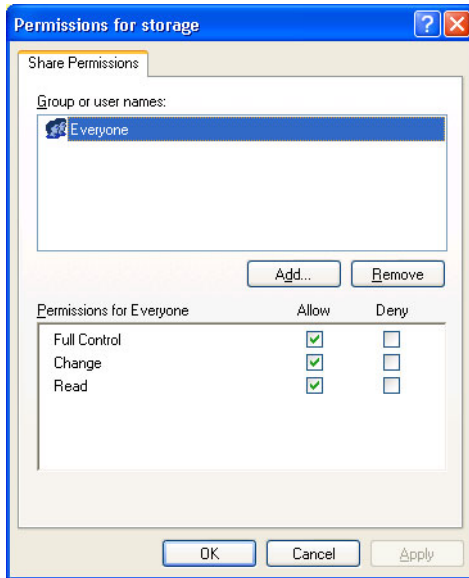 Permissions for storage
Share Permissions
Group or user names:
Everyone
Add... Remove
Permissions for Everyone Allow Deny
Full Control
Change
Read
OK Cancel Apply